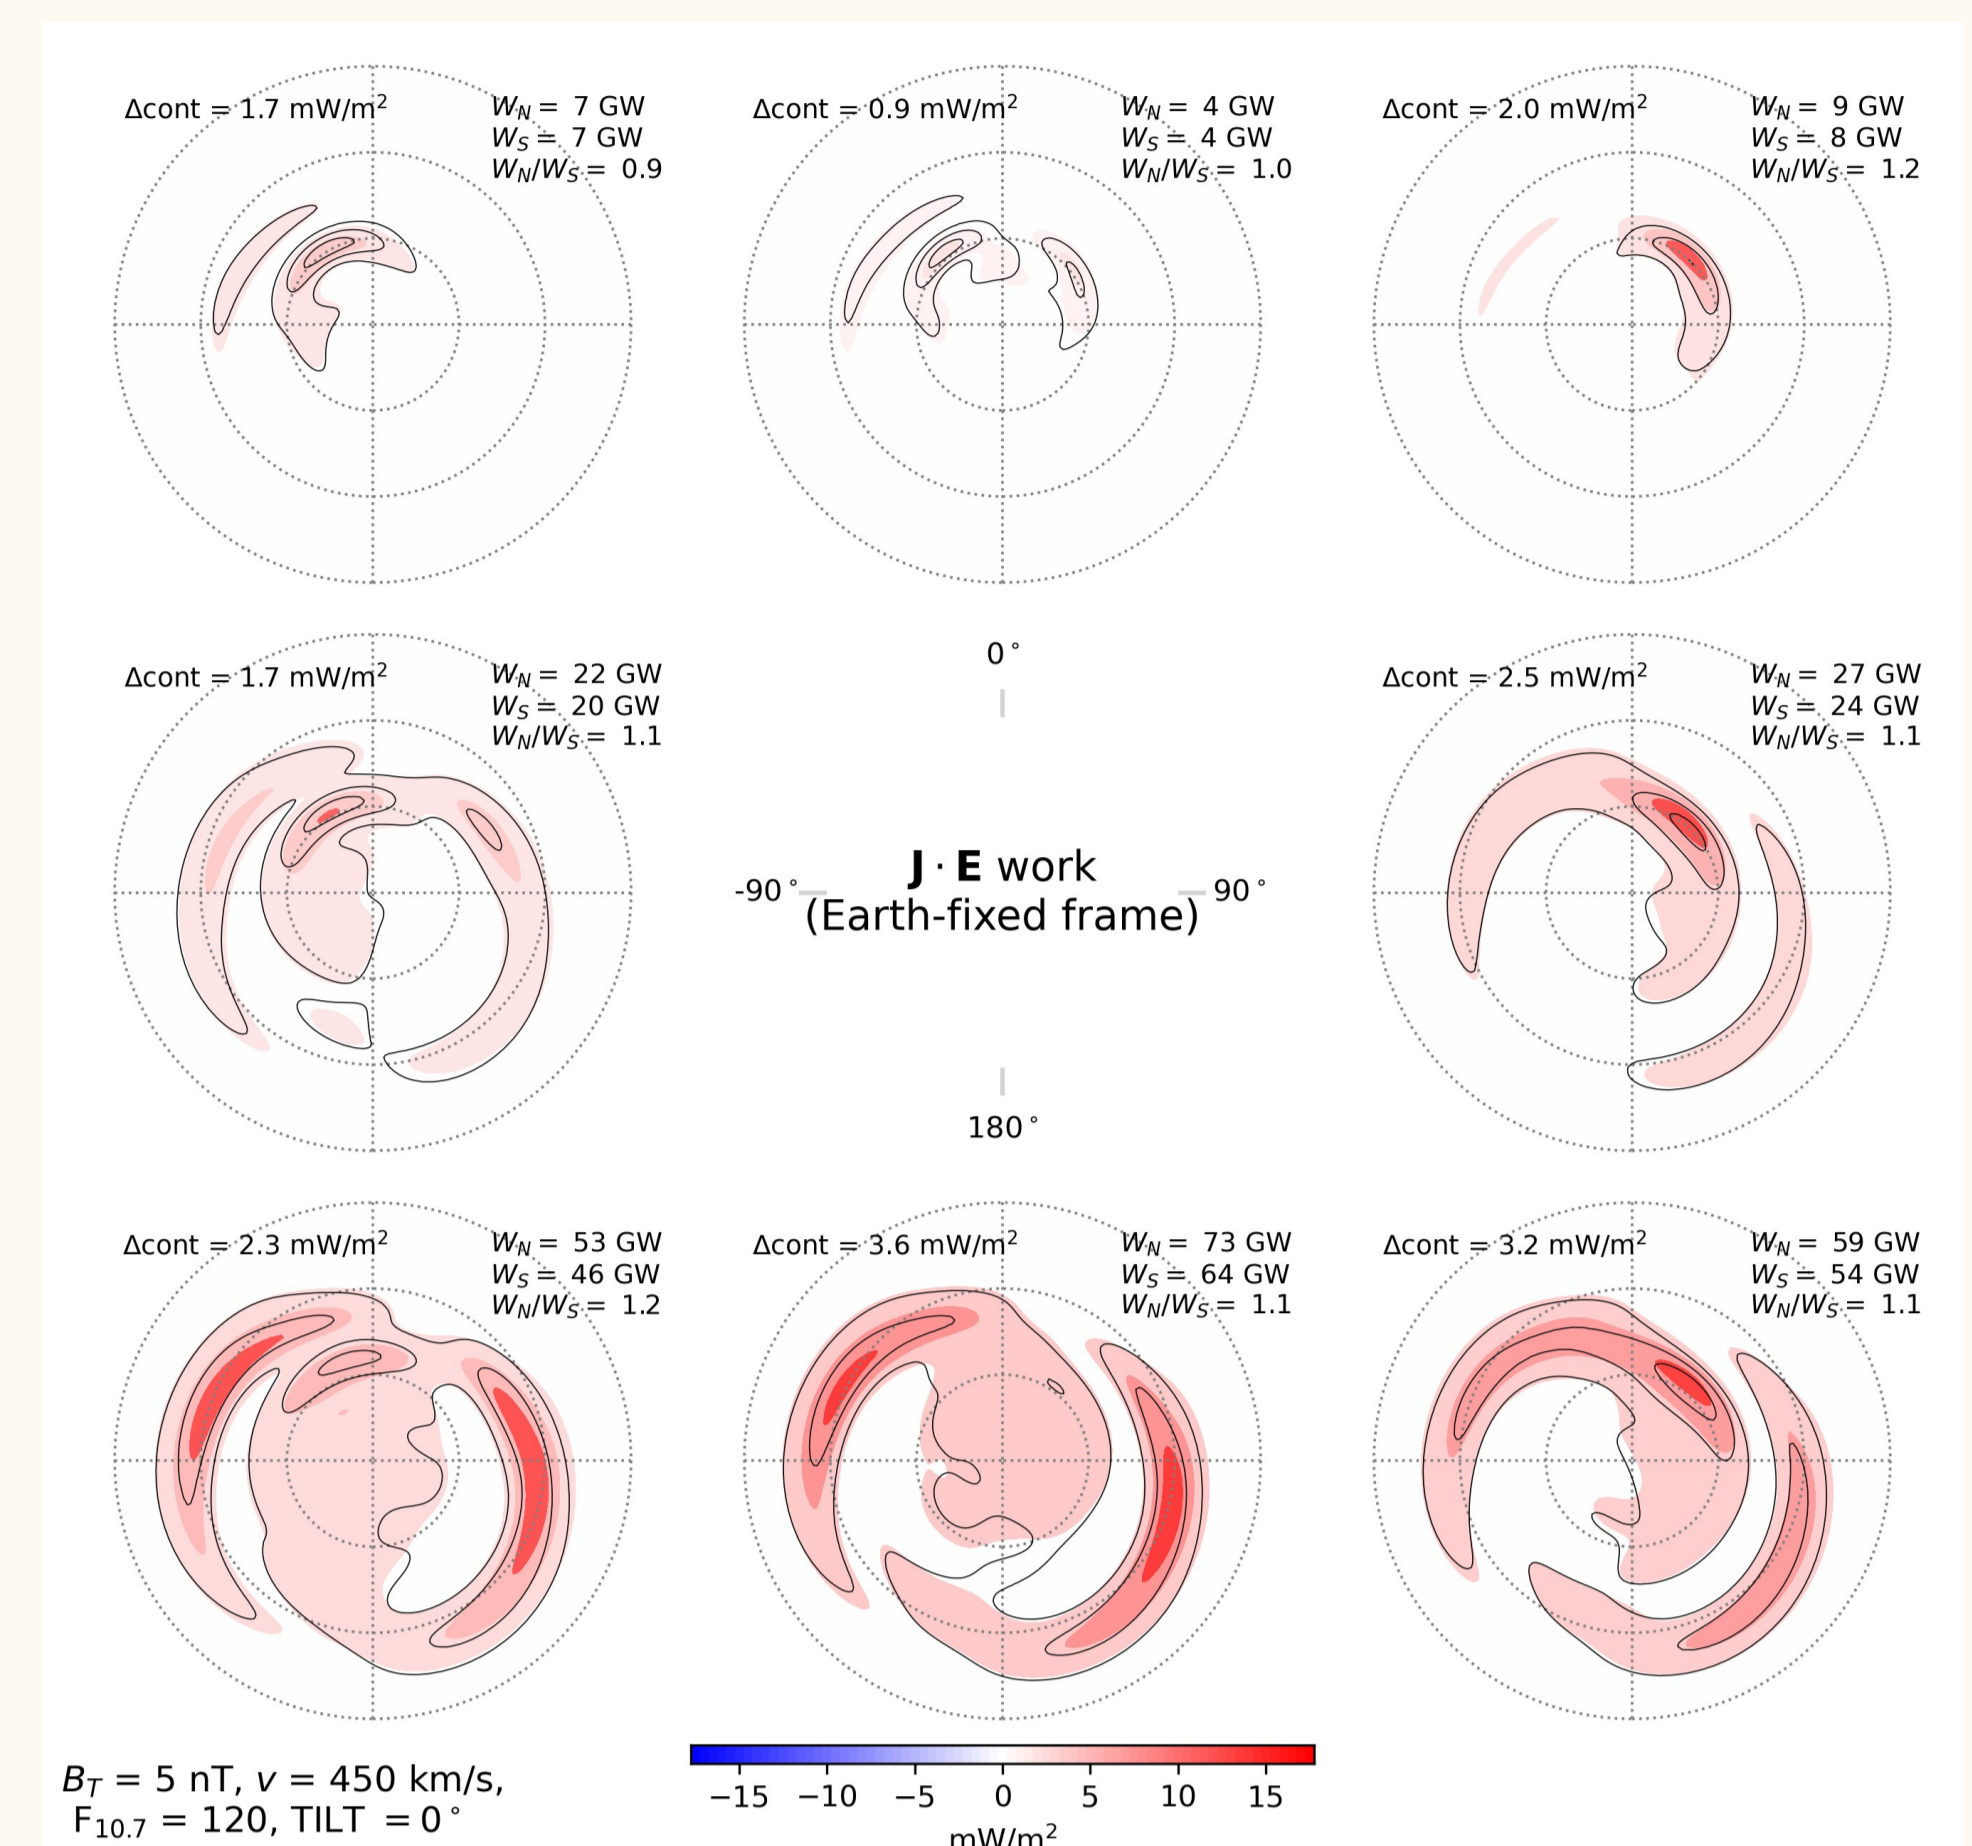 Δcont = 1.7 mW/m²
W_N = 7 GW
W_S = 7 GW
W_N/W_S = 0.9
Δcont = 0.9 mW/m²
W_N = 4 GW
W_S = 4 GW
W_N/W_S = 1.0
Δcont = 2.0 mW/m²
W_N = 9 GW
W_S = 8 GW
W_N/W_S = 1.2
Δcont = 1.7 mW/m²
W_N = 22 GW
W_S = 20 GW
W_N/W_S = 1.1
0°
-90°
J · E work
(Earth-fixed frame)
90°
180°
Δcont = 2.5 mW/m²
W_N = 27 GW
W_S = 24 GW
W_N/W_S = 1.1
Δcont = 2.3 mW/m²
W_N = 53 GW
W_S = 46 GW
W_N/W_S = 1.2
Δcont = 3.6 mW/m²
W_N = 73 GW
W_S = 64 GW
W_N/W_S = 1.1
Δcont = 3.2 mW/m²
W_N = 59 GW
W_S = 54 GW
W_N/W_S = 1.1
B_T = 5 nT, v = 450 km/s,
F_10.7 = 120, TILT = 0°
−15 −10 −5 0 5 10 15
mW/m²